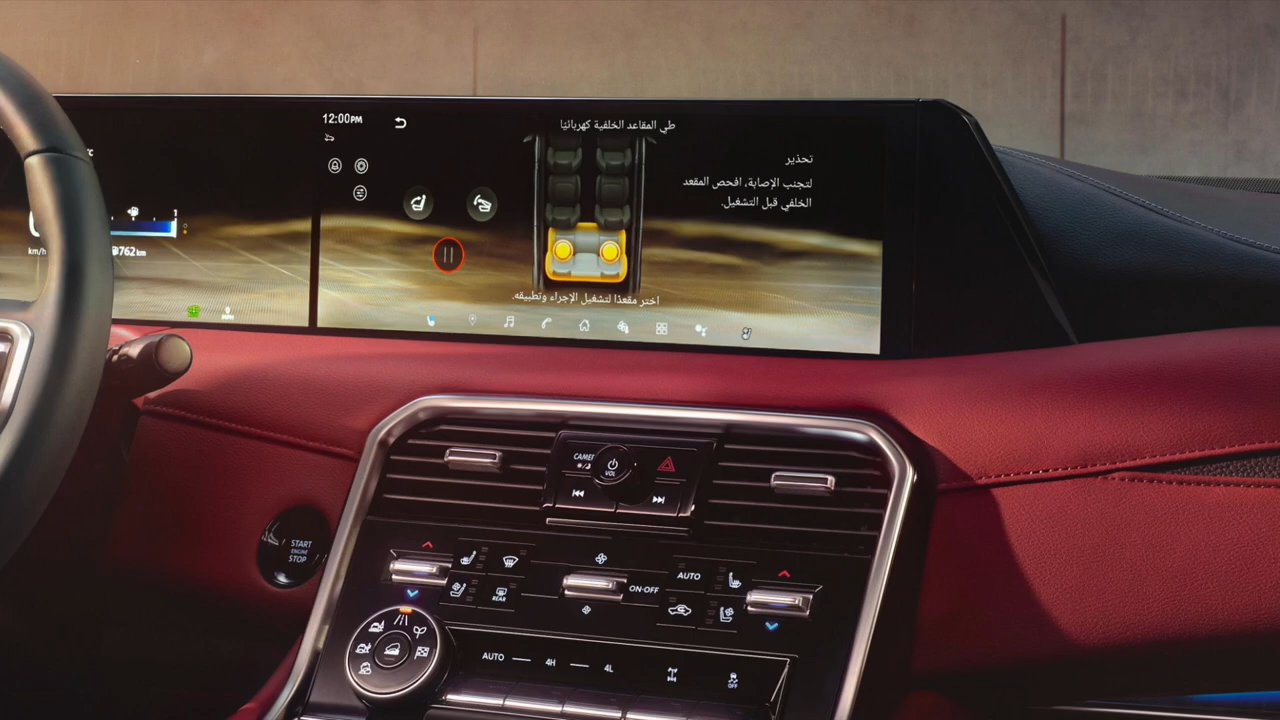 12:00PM
طي المقاعد الخلفية كهربائيًا
تحذير
لتجنب الإصابة، افحص المقعد
الخلفي قبل التشغيل.
km/h
762 km
اختر مقعدًا لتشغيل الإجراء وتطبيقه.
VOL
START
ENGINE
STOP
AUTO
ON·OFF
REAR
AUTO
4H
4L
OFF